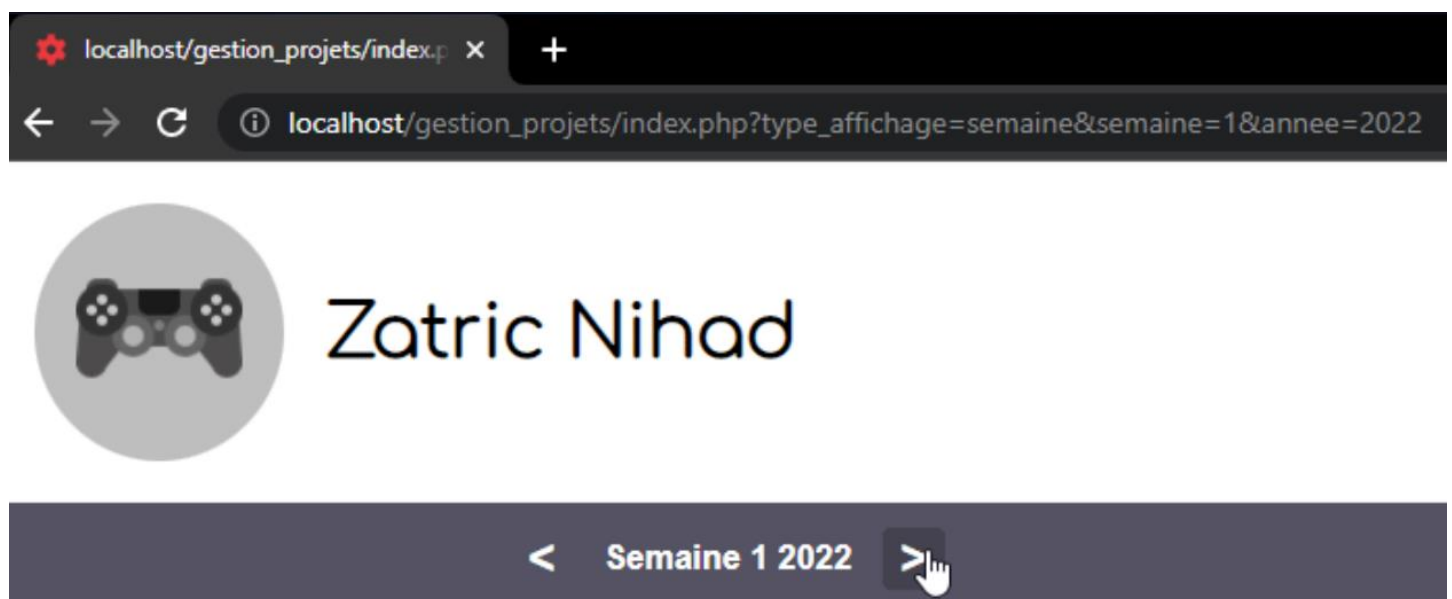 localhost/gestion_projets/index.p
localhost/gestion_projets/index.php?type_affichage=semaine&semaine=1&annee=2022
Zatric Nihad
< Semaine 1 2022 >